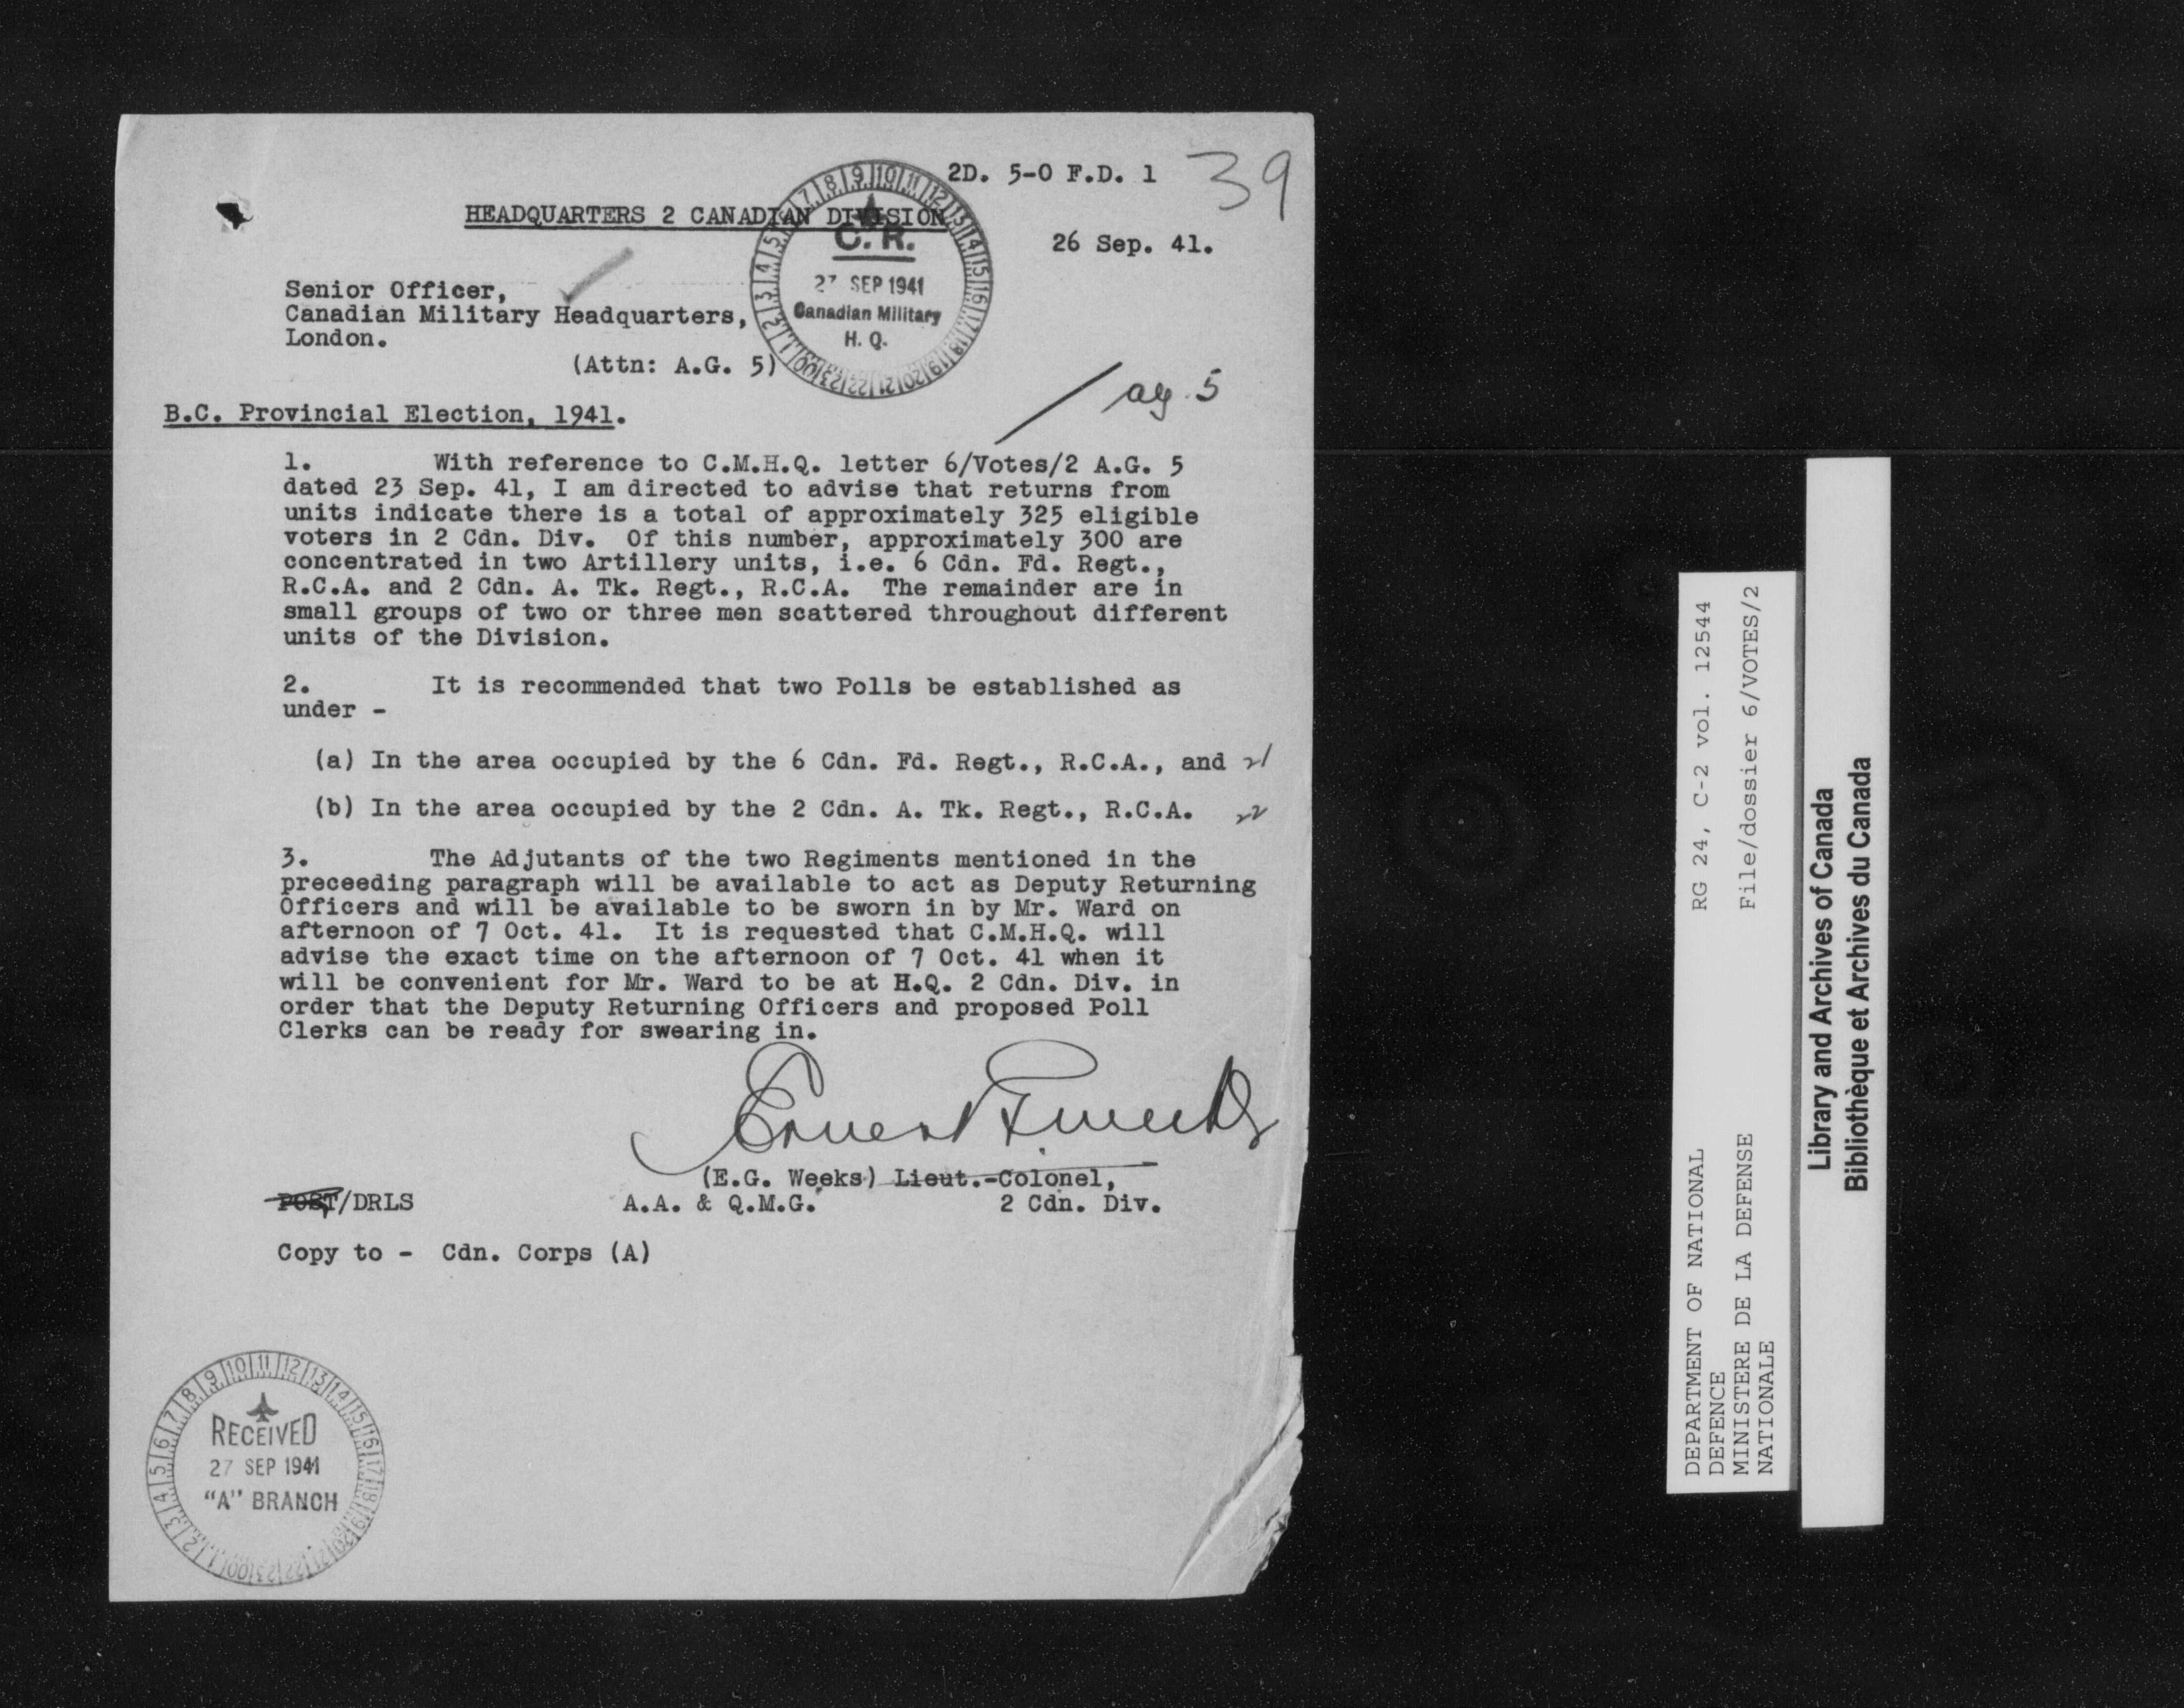 2D. 5-0 F.D. 1
39
HEADQUARTERS 2 CANADIAN DIVISION
26 Sep. 41.
C. R.
27 SEP 1941
Canadian Military
H. Q.
Senior Officer,
Canadian Military Headquarters,
London.
(Attn: A.G. 5)
ag. 5
B.C. Provincial Election, 1941.
1. With reference to C.M.H.Q. letter 6/Votes/2 A.G. 5
dated 23 Sep. 41, I am directed to advise that returns from
units indicate there is a total of approximately 325 eligible
voters in 2 Cdn. Div. Of this number, approximately 300 are
concentrated in two Artillery units, i.e. 6 Cdn. Fd. Regt.,
R.C.A. and 2 Cdn. A. Tk. Regt., R.C.A. The remainder are in
small groups of two or three men scattered throughout different
units of the Division.
2. It is recommended that two Polls be established as
under -
(a) In the area occupied by the 6 Cdn. Fd. Regt., R.C.A., and 21
(b) In the area occupied by the 2 Cdn. A. Tk. Regt., R.C.A. 22
3. The Adjutants of the two Regiments mentioned in the
preceeding paragraph will be available to act as Deputy Returning
Officers and will be available to be sworn in by Mr. Ward on
afternoon of 7 Oct. 41. It is requested that C.M.H.Q. will
advise the exact time on the afternoon of 7 Oct. 41 when it
will be convenient for Mr. Ward to be at H.Q. 2 Cdn. Div. in
order that the Deputy Returning Officers and proposed Poll
Clerks can be ready for swearing in.
(E.G. Weeks) Lieut.-Colonel,
POST/DRLS A.A. & Q.M.G. 2 Cdn. Div.
Copy to - Cdn. Corps (A)
RECEIVED
27 SEP 1941
"A" BRANCH
DEPARTMENT OF NATIONAL RG 24, C-2 vol. 12544
DEFENCE
MINISTERE DE LA DEFENSE File/dossier 6/VOTES/2
NATIONALE
Library and Archives of Canada
Bibliothèque et Archives du Canada